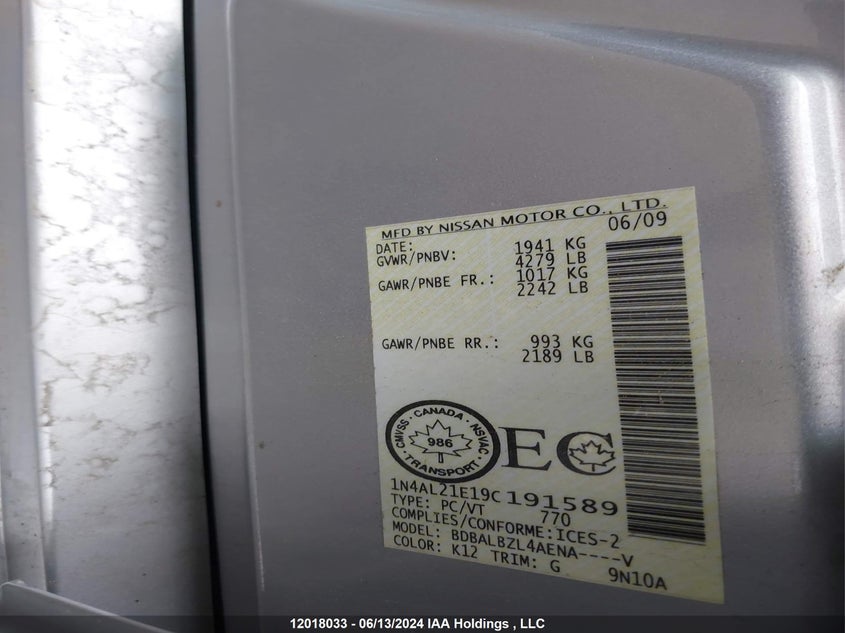 MFD BY NISSAN MOTOR CO., LTD.
DATE: 06/09
GVWR/PNBV: 1941 KG
4279 LB
GAWR/PNBE FR.: 1017 KG
2242 LB
GAWR/PNBE RR.: 993 KG
2189 LB
CMVSS · CANADA · NSVAC
986
· TRANSPORT ·
EC
1N4AL21E19C191589
TYPE: PC/VT 770
COMPLIES/CONFORME:ICES-2
MODEL: BDBALBZL4AENA----V
COLOR: K12 TRIM: G 9N10A
12018033 - 06/13/2024 IAA Holdings , LLC